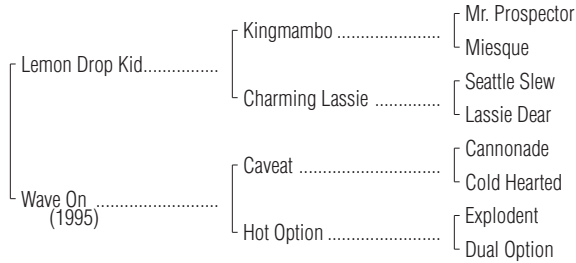 Mr. Prospector
Kingmambo ......................
Miesque
Lemon Drop Kid................
Seattle Slew
Charming Lassie ..............
Lassie Dear
Cannonade
Caveat ..............................
Cold Hearted
Wave On ..........................
(1995)
Explodent
Hot Option ........................
Dual Option